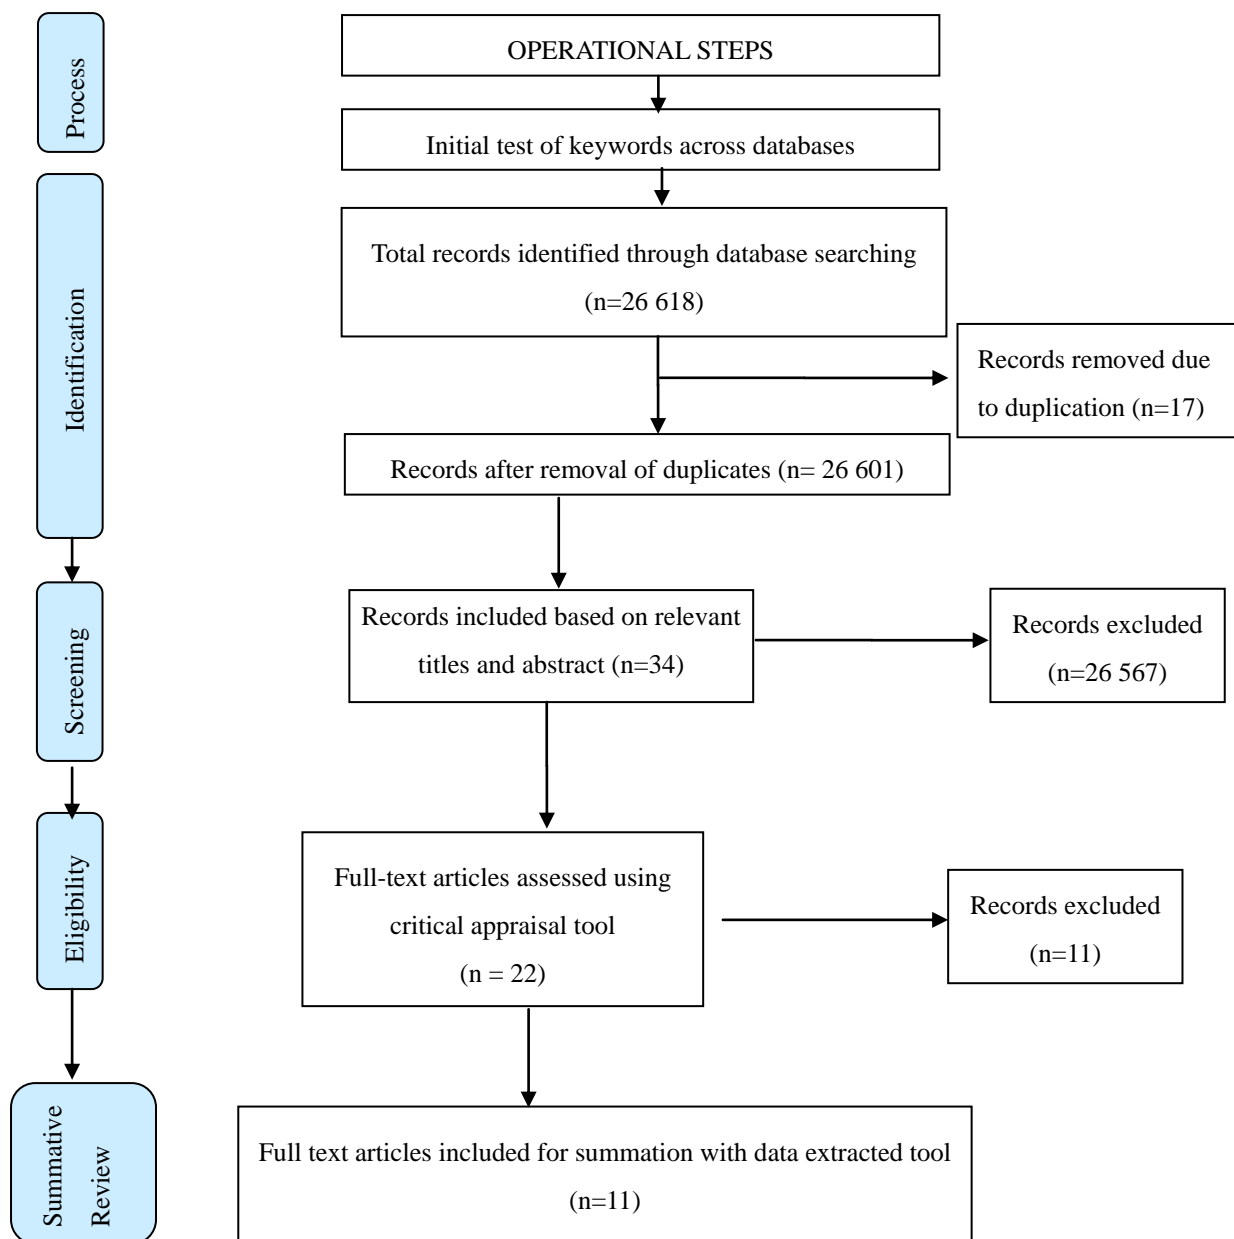 Process
OPERATIONAL STEPS
Initial test of keywords across databases
Identification
Total records identified through database searching
(n=26 618)
Records removed due
to duplication (n=17)
Records after removal of duplicates (n= 26 601)
Screening
Records included based on relevant
titles and abstract (n=34)
Records excluded
(n=26 567)
Eligibility
Full-text articles assessed using
critical appraisal tool
(n = 22)
Records excluded
(n=11)
Summative
Review
Full text articles included for summation with data extracted tool
(n=11)